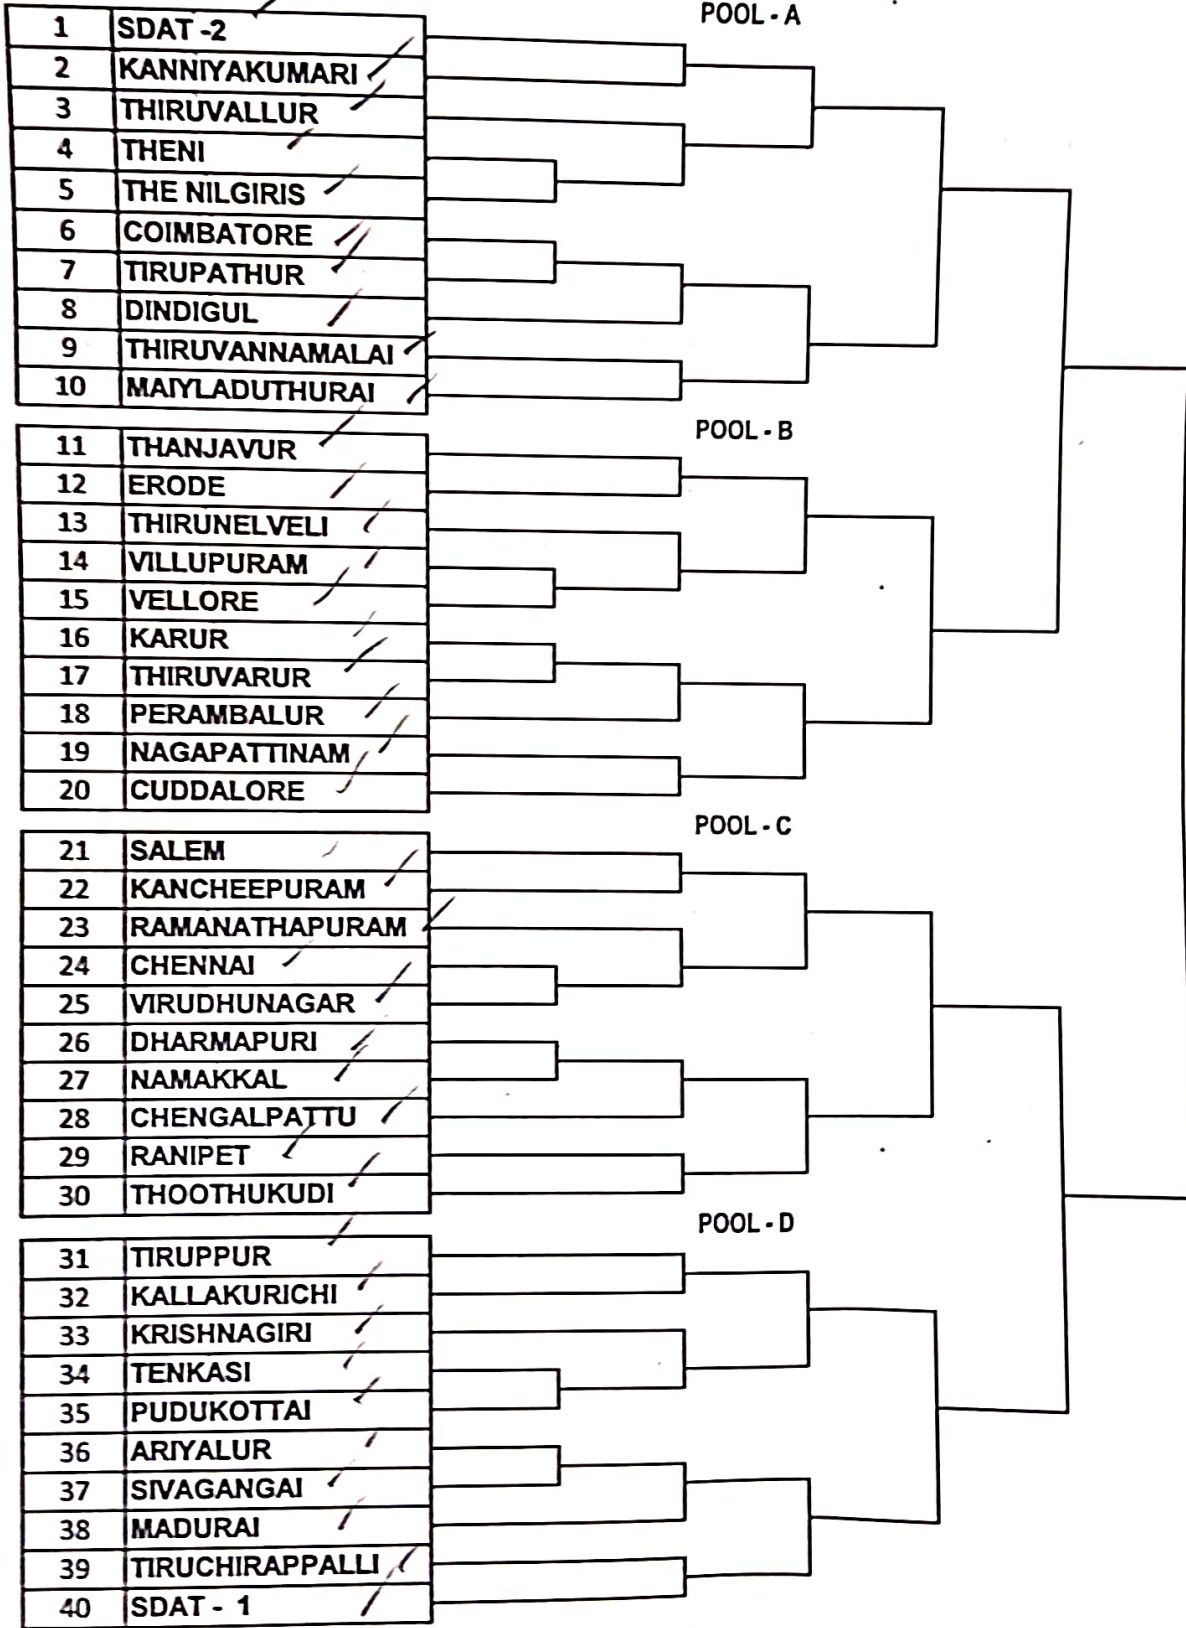 POOL - A
1 SDAT -2
2 KANNIYAKUMARI
3 THIRUVALLUR
4 THENI
5 THE NILGIRIS
6 COIMBATORE
7 TIRUPATHUR
8 DINDIGUL
9 THIRUVANNAMALAI
10 MAIYLADUTHURAI
POOL - B
11 THANJAVUR
12 ERODE
13 THIRUNELVELI
14 VILLUPURAM
15 VELLORE
16 KARUR
17 THIRUVARUR
18 PERAMBALUR
19 NAGAPATTINAM
20 CUDDALORE
POOL - C
21 SALEM
22 KANCHEEPURAM
23 RAMANATHAPURAM
24 CHENNAI
25 VIRUDHUNAGAR
26 DHARMAPURI
27 NAMAKKAL
28 CHENGALPATTU
29 RANIPET
30 THOOTHUKUDI
POOL - D
31 TIRUPPUR
32 KALLAKURICHI
33 KRISHNAGIRI
34 TENKASI
35 PUDUKOTTAI
36 ARIYALUR
37 SIVAGANGAI
38 MADURAI
39 TIRUCHIRAPPALLI
40 SDAT - 1